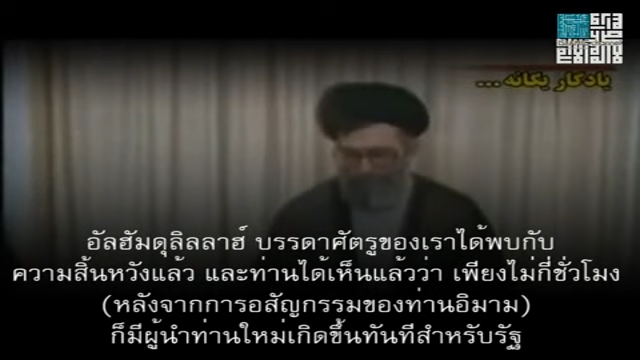 یادگار یگانه...
อัลฮัมดุลิลลาฮ์ บรรดาศัตรูของเราได้พบกับ
ความสิ้นหวังแล้ว และท่านได้เห็นแล้วว่า เพียงไม่กี่ชั่วโมง
(หลังจากการอสัญกรรมของท่านอิมาม)
ก็มีผู้นำท่านใหม่เกิดขึ้นทันทีสำหรับรัฐ